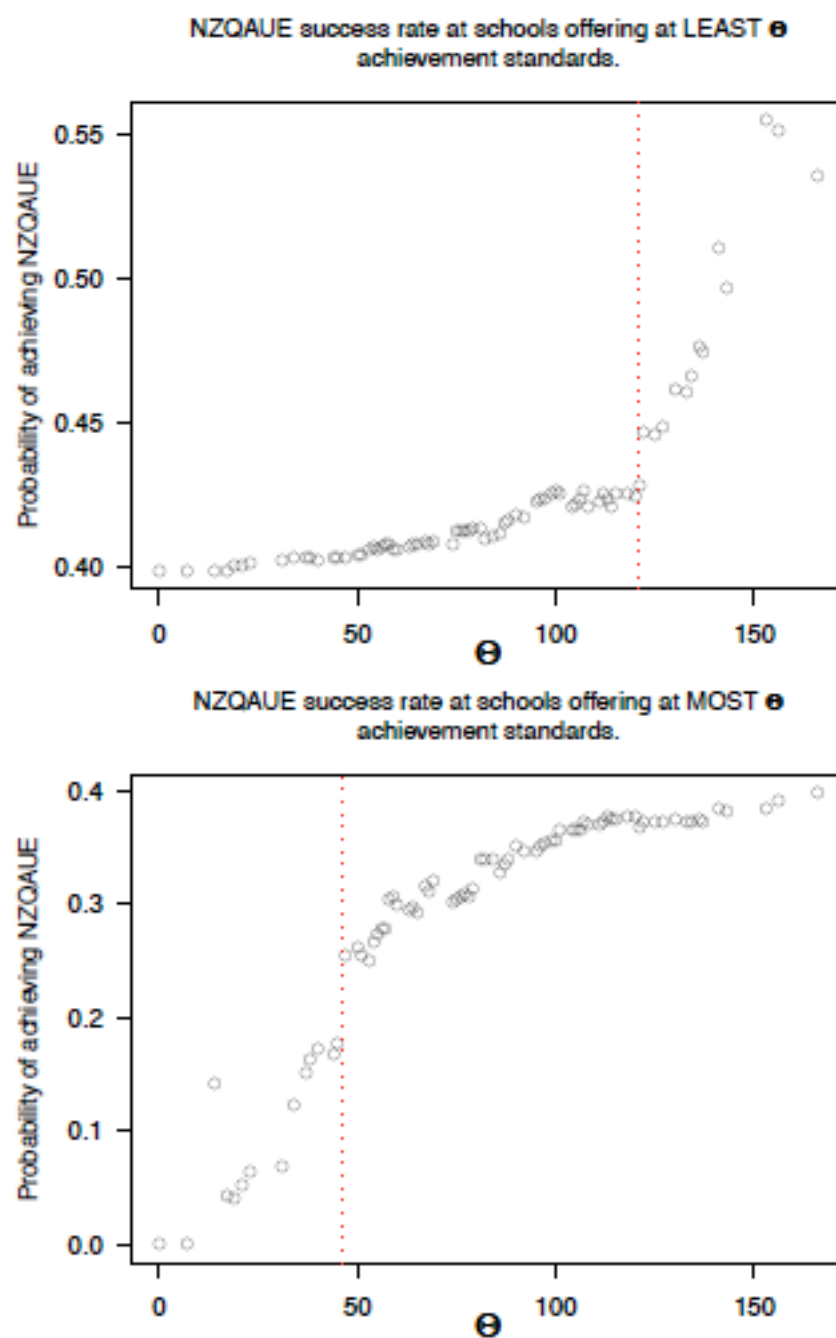 NZQAUE success rate at schools offering at LEAST Θ
achievement standards.
Probability of achieving NZQAUE
0.55
0.50
0.45
0.40
0
50
100
150
Θ
NZQAUE success rate at schools offering at MOST Θ
achievement standards.
Probability of achieving NZQAUE
0.4
0.3
0.2
0.1
0.0
0
50
100
150
Θ